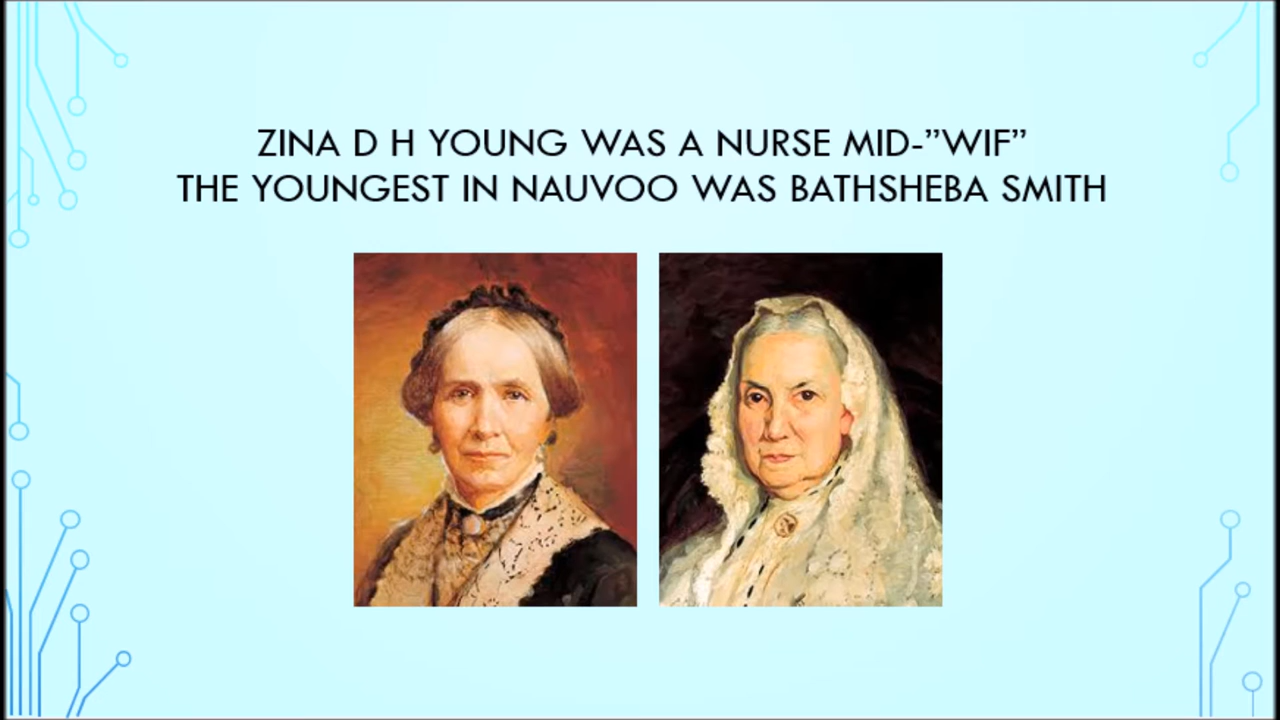 ZINA D H YOUNG WAS A NURSE MID-”WIF”
THE YOUNGEST IN NAUVOO WAS BATHSHEBA SMITH